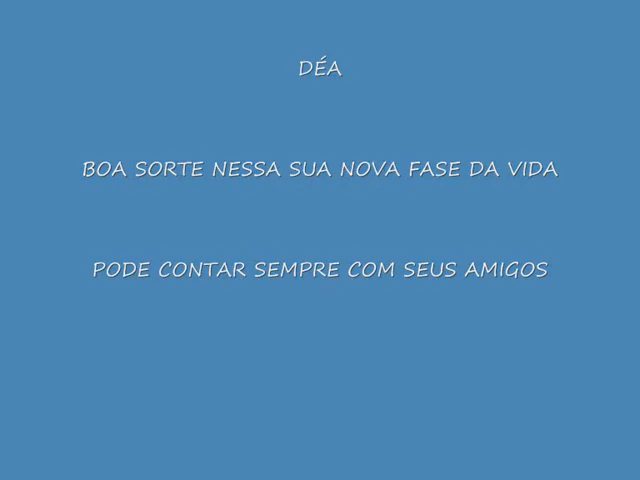 DÉA
BOA SORTE NESSA SUA NOVA FASE DA VIDA
PODE CONTAR SEMPRE COM SEUS AMIGOS